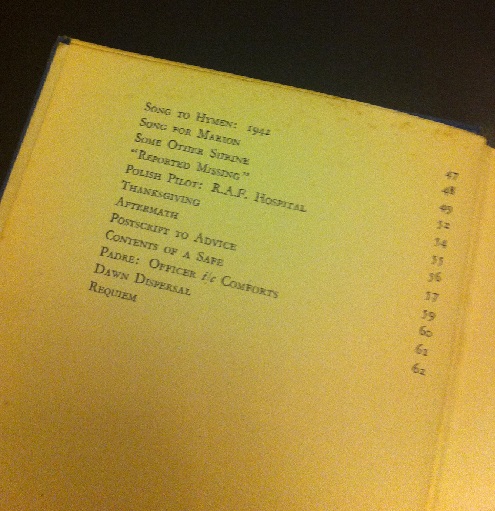 Song to Hymen: 1942 47
Song for Marion 48
Some Other Shrine 49
"Reported Missing" 52
Polish Pilot: R.A.F. Hospital 54
Thanksgiving 55
Aftermath 56
Postscript to Advice 57
Contents of a Safe 59
Padre: Officer i/c Comforts 60
Dawn Dispersal 61
Requiem 62